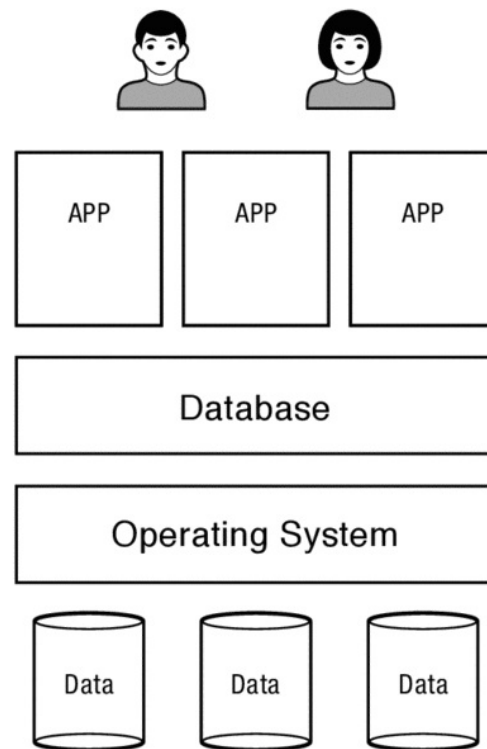 APP
APP
APP
Database
Operating System
Data
Data
Data